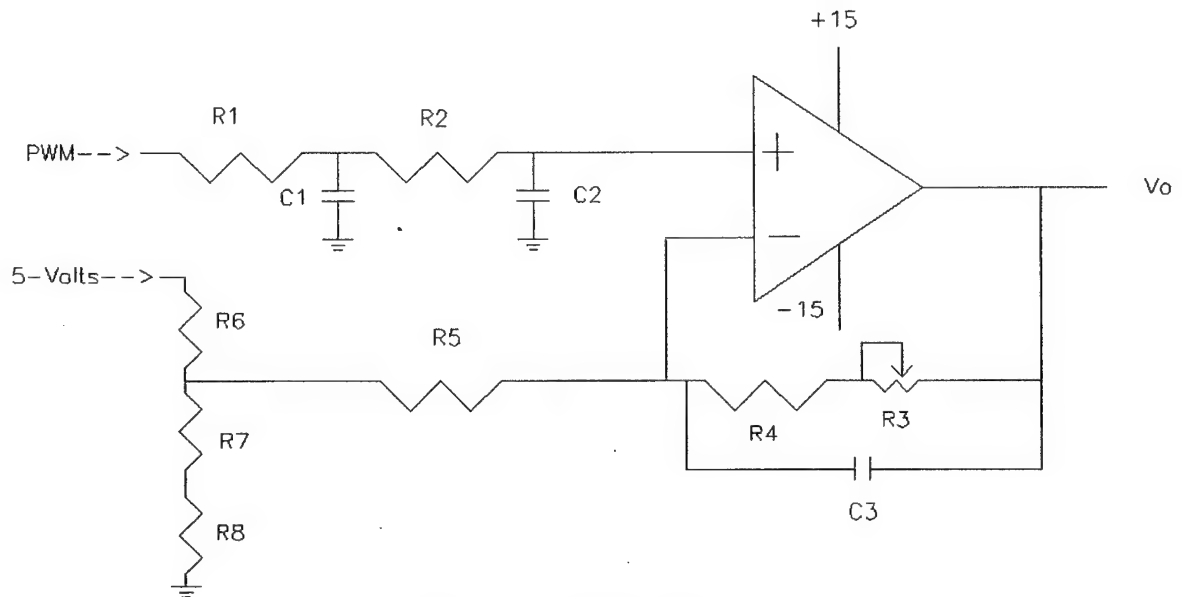 +15
R1
R2
PWM-->
+
C1
C2
Vo
-
5-Volts-->
-15
R6
R5
R4
R3
R7
C3
R8